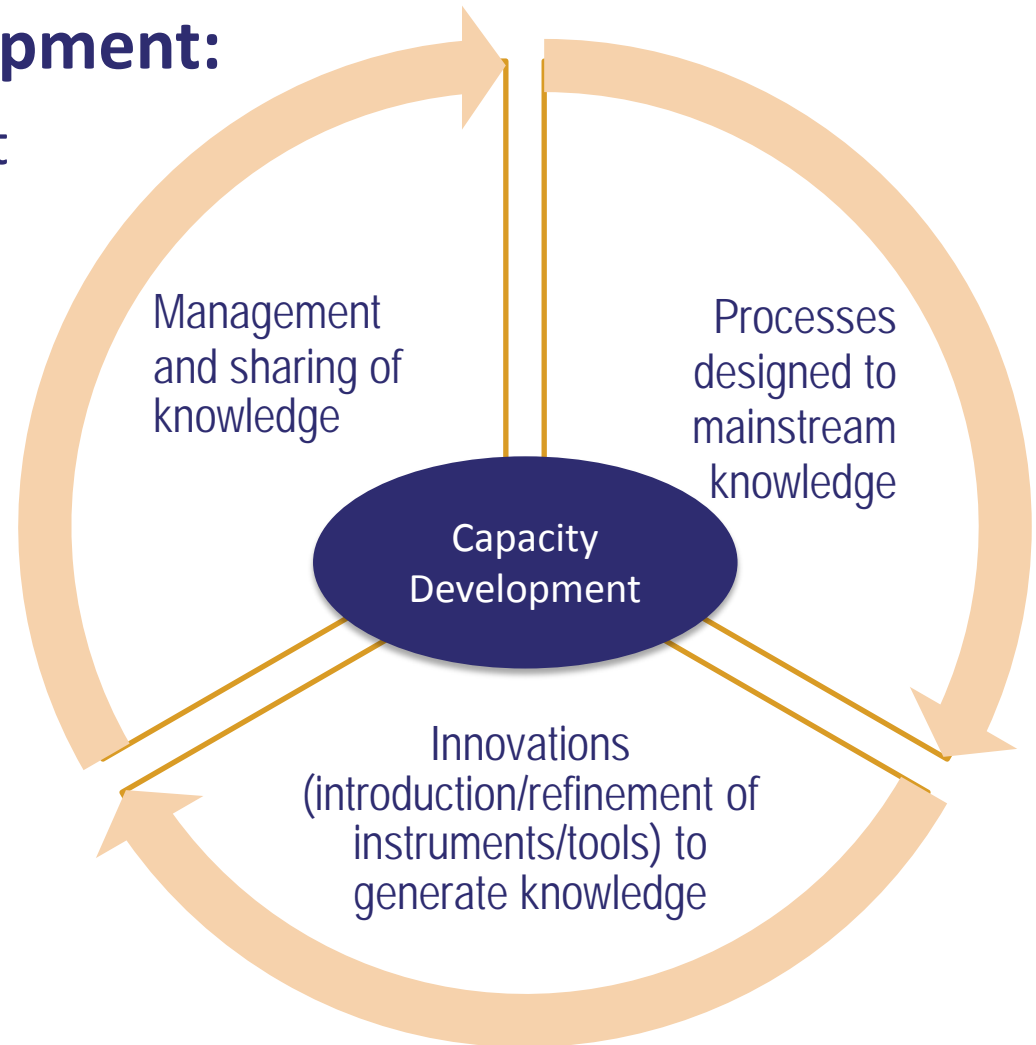 pment:
t
Management
and sharing of
knowledge
Processes
designed to
mainstream
knowledge
Capacity
Development
Innovations
(introduction/refinement of
instruments/tools) to
generate knowledge